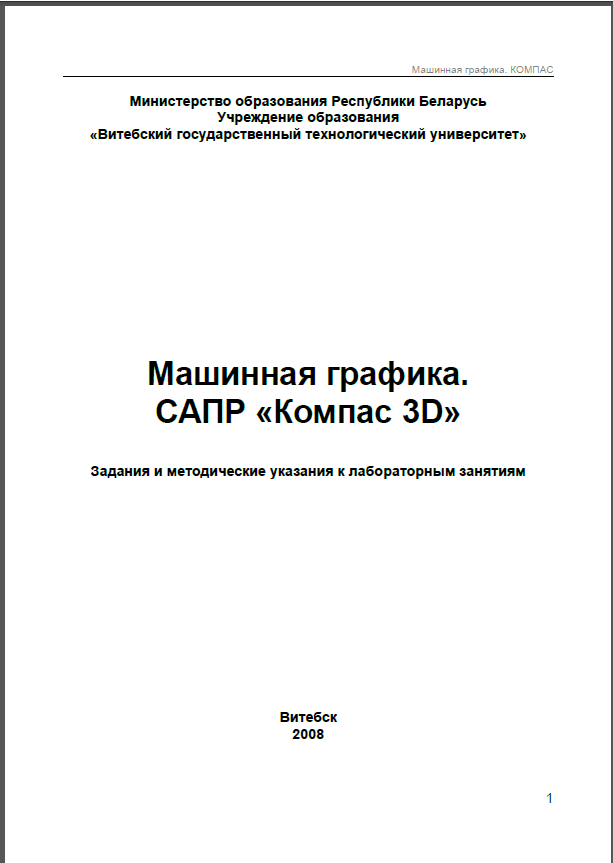 Машинная графика. КОМПАС
Министерство образования Республики Беларусь
Учреждение образования
«Витебский государственный технологический университет»
Машинная графика.
САПР «Компас 3D»
Задания и методические указания к лабораторным занятиям
Витебск
2008
1